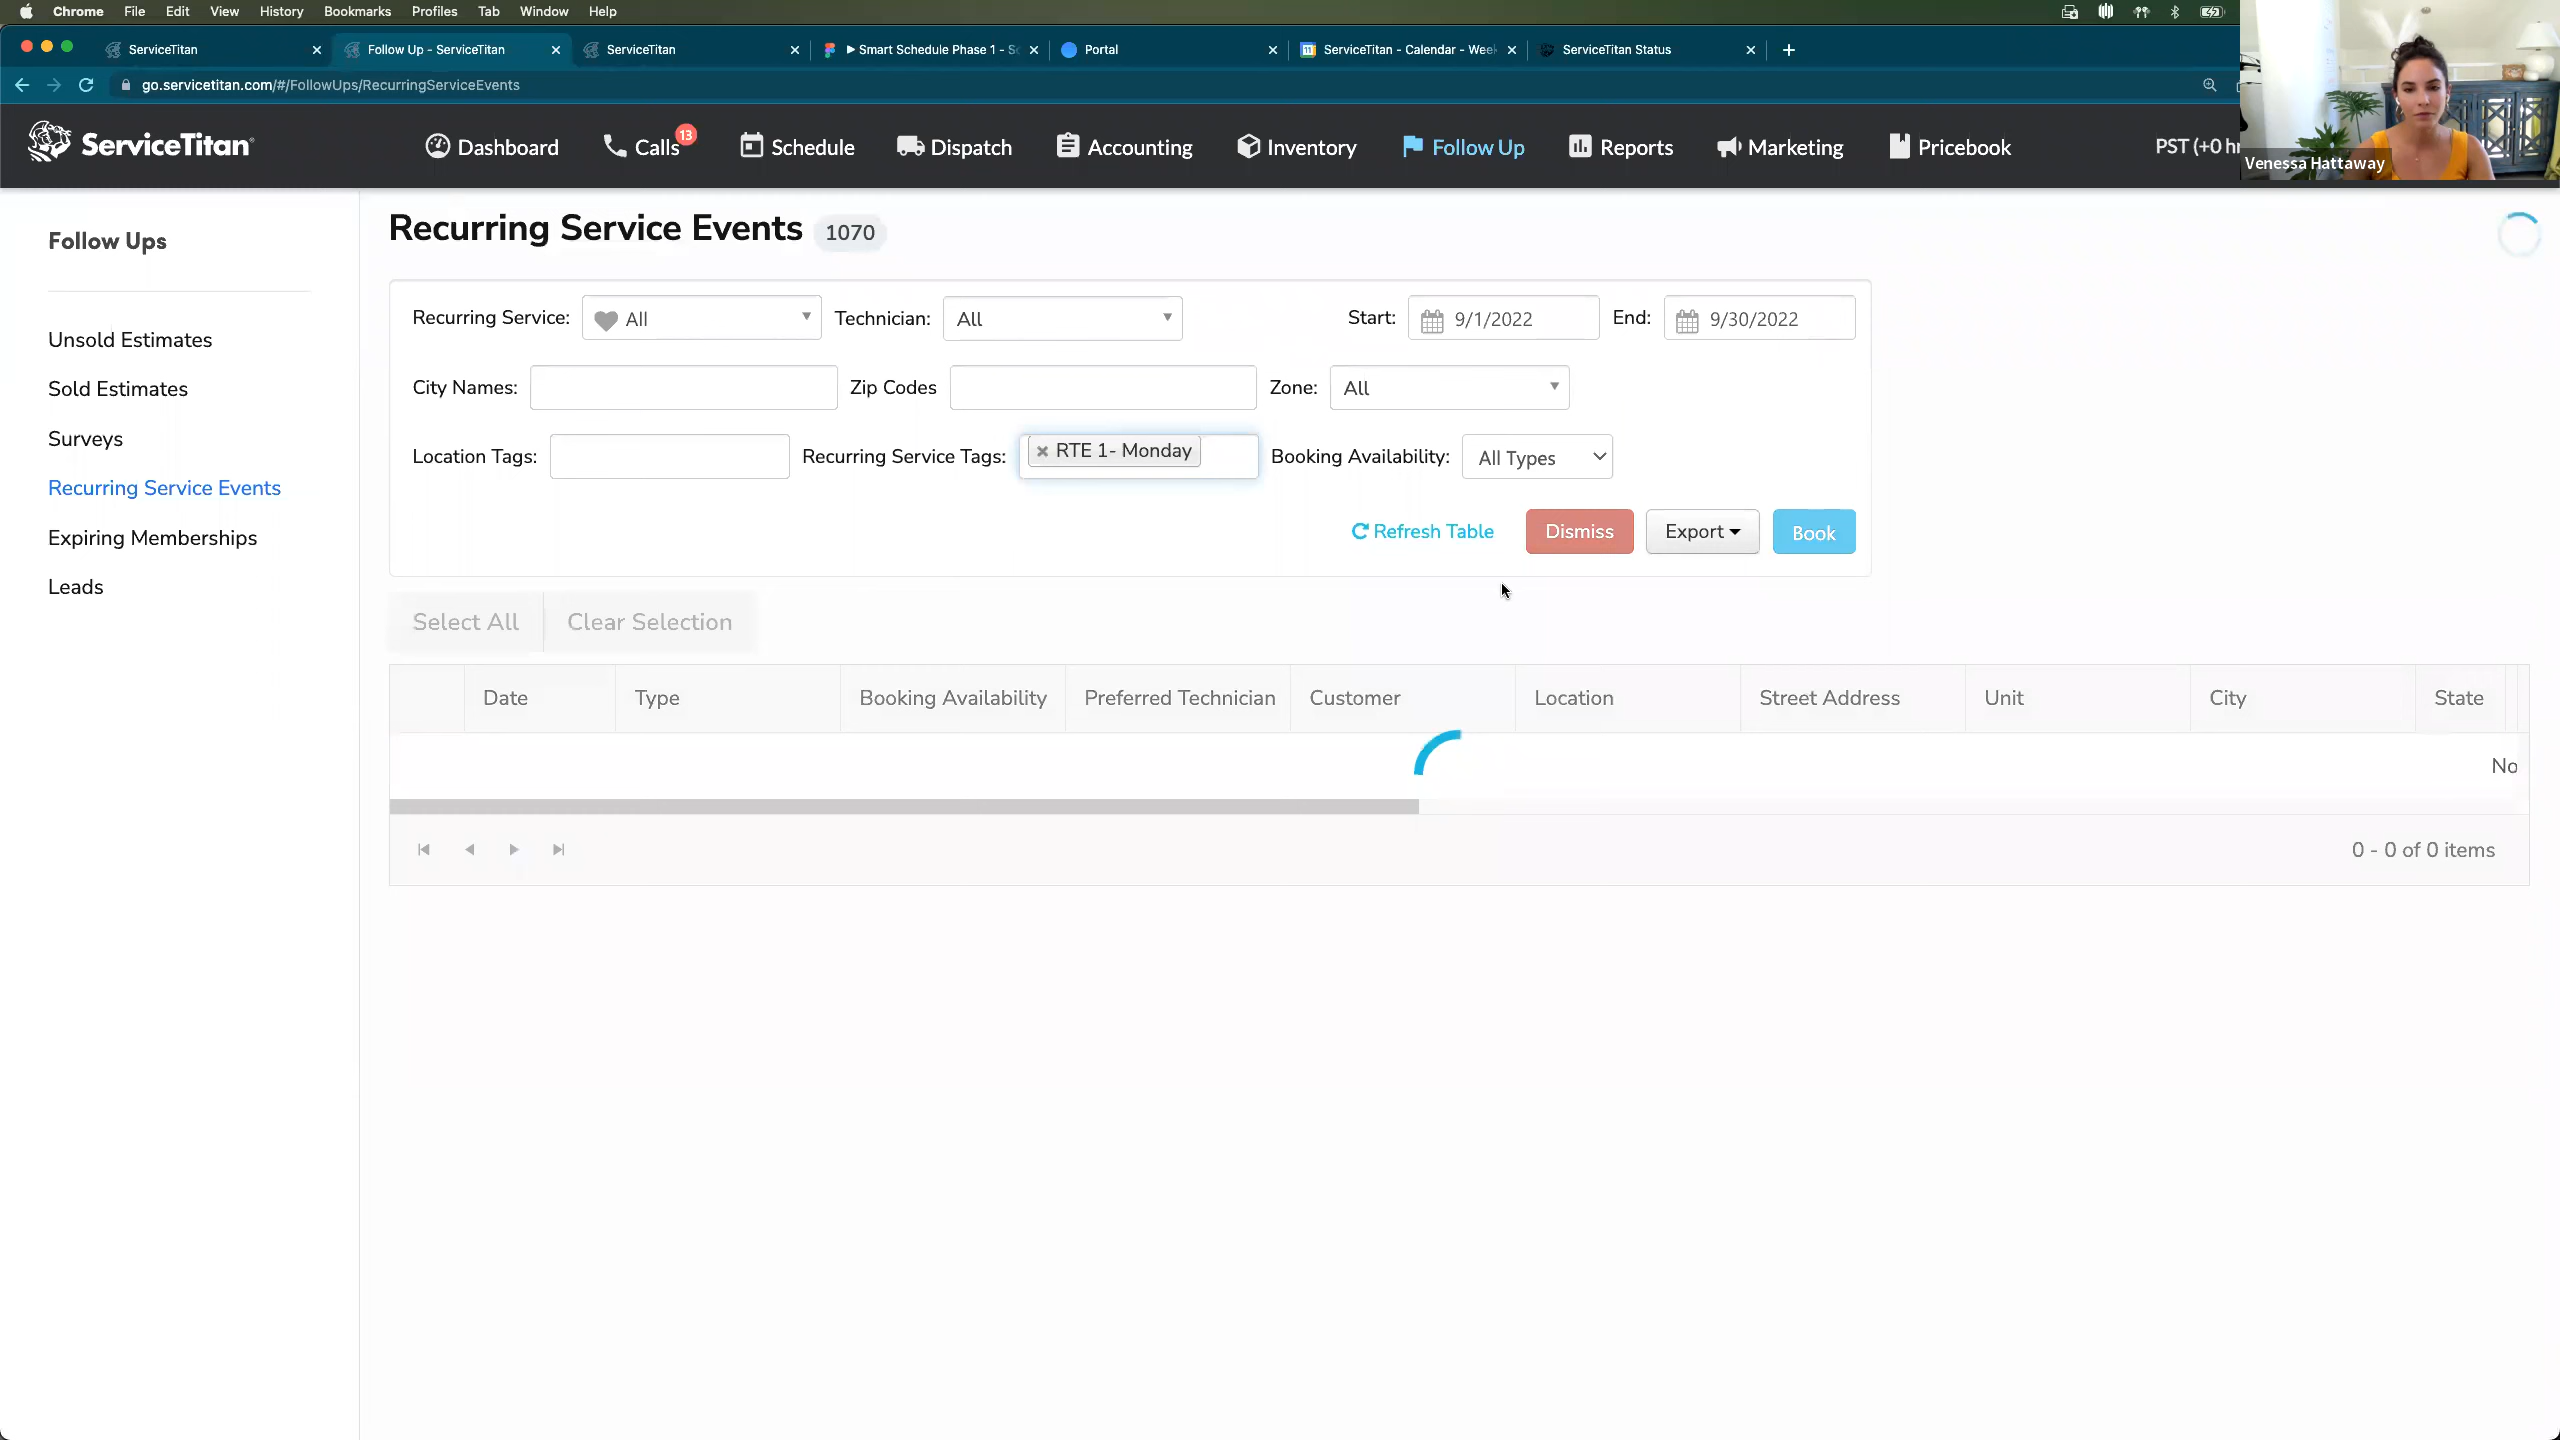 Chrome File Edit View History Bookmarks Profiles Tab Window Help
ServiceTitan Follow Up - ServiceTitan ServiceTitan Smart Schedule Phase 1 - Portal ServiceTitan - Calendar - Week ServiceTitan Status
go.servicetitan.com/#/FollowUps/RecurringServiceEvents
ServiceTitan Dashboard Calls 13 Schedule Dispatch Accounting Inventory Follow Up Reports Marketing Pricebook PST (+0 hr
Venessa Hattaway
Follow Ups
Unsold Estimates
Sold Estimates
Surveys
Recurring Service Events
Expiring Memberships
Leads
Recurring Service Events 1070
Recurring Service: All Technician: All Start: 9/1/2022 End: 9/30/2022
City Names: Zip Codes Zone: All
Location Tags: Recurring Service Tags: RTE 1- Monday Booking Availability: All Types
Refresh Table Dismiss Export Book
Select All Clear Selection
Date Type Booking Availability Preferred Technician Customer Location Street Address Unit City State
No
0 - 0 of 0 items